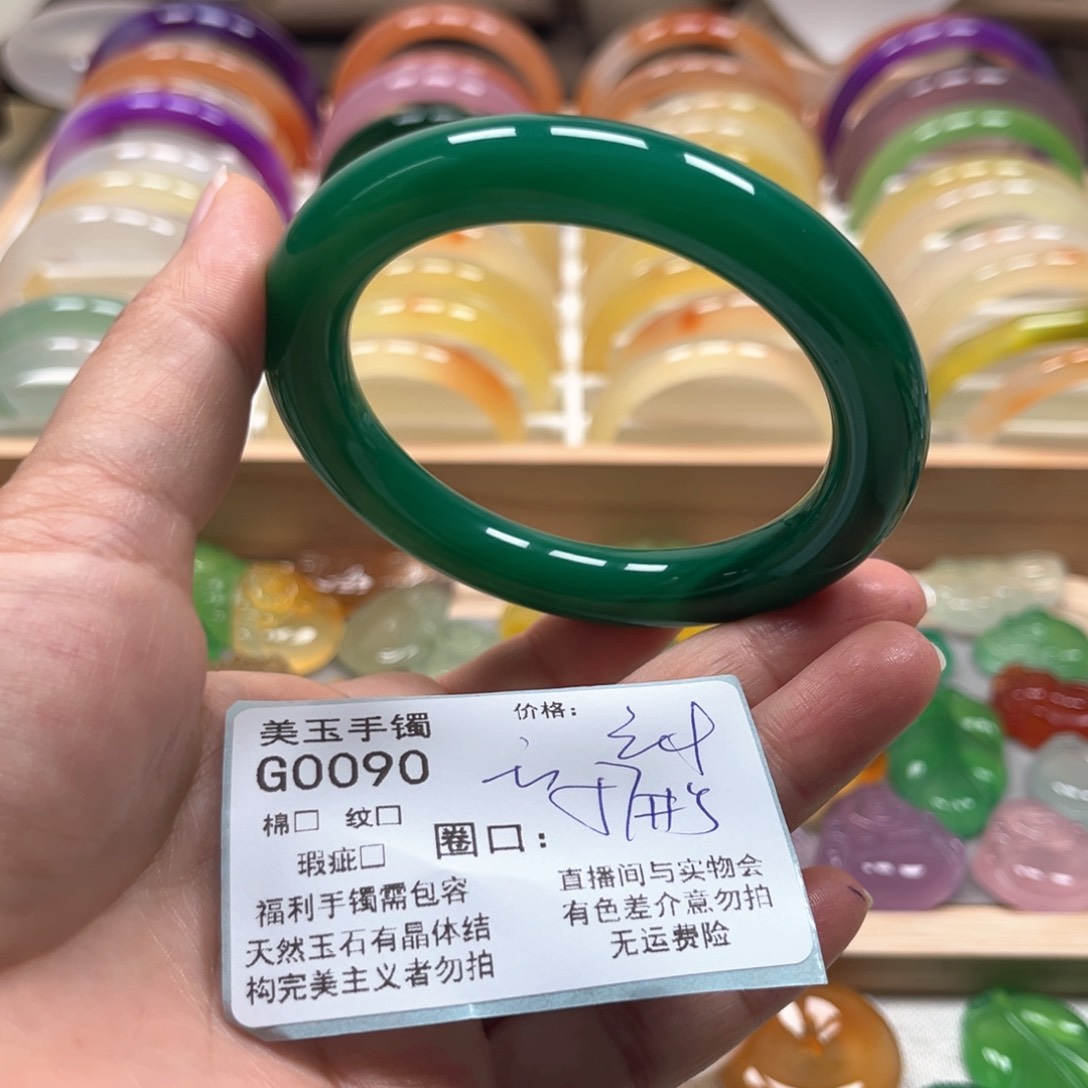 美玉手镯
价格：
G0090
棉□ 纹□
圈口：
瑕疵□
福利手镯需包容
天然玉石有晶体结
构完美主义者勿拍
直播间与实物会
有色差介意勿拍
无运费险